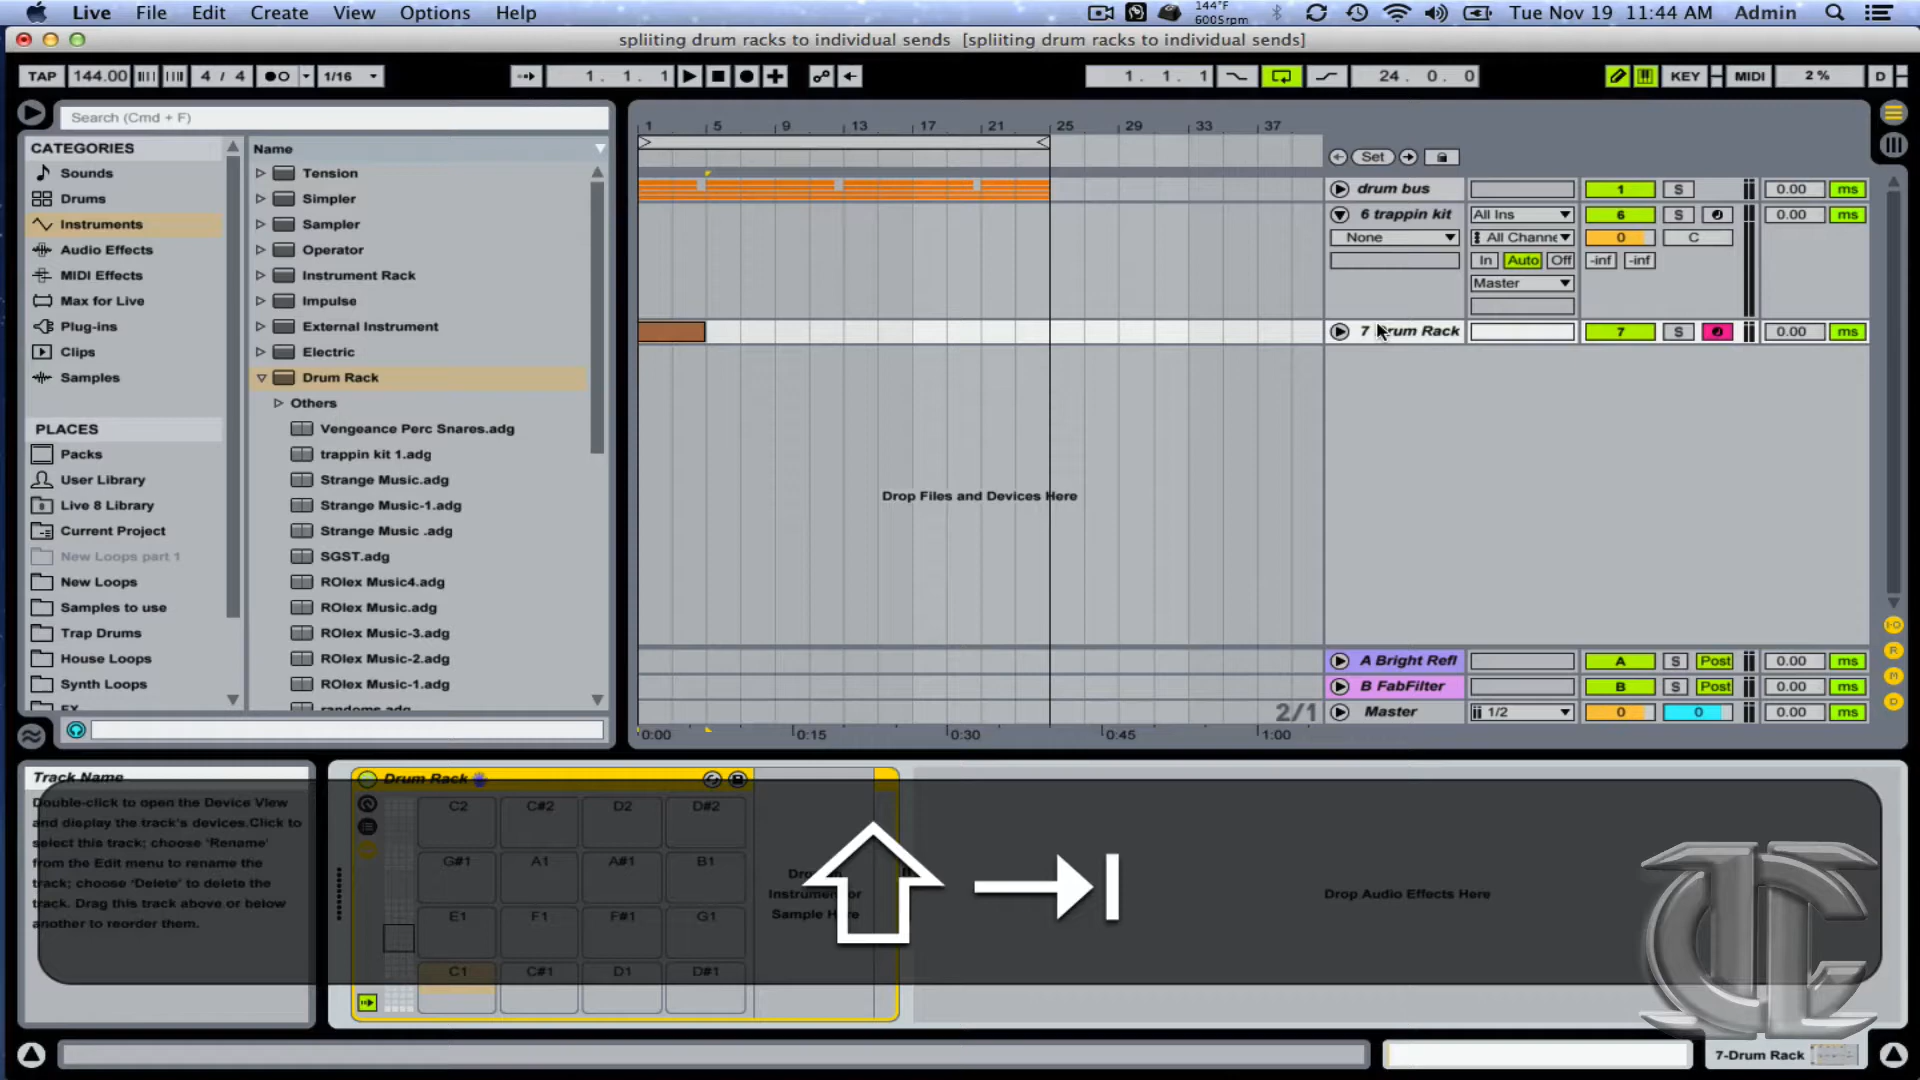 Live File Edit Create View Options Help
144°F
6005rpm
Tue Nov 19 11:44 AM Admin
spliiting drum racks to individual sends [spliiting drum racks to individual sends]
TAP 144.00 4 / 4 1/16 1. 1. 1 1. 1. 1 24. 0. 0 KEY MIDI 2 % D
Search (Cmd + F)
CATEGORIES
Sounds
Drums
Instruments
Audio Effects
MIDI Effects
Max for Live
Plug-ins
Clips
Samples
PLACES
Packs
User Library
Live 8 Library
Current Project
New Loops part 1
New Loops
Samples to use
Trap Drums
House Loops
Synth Loops
FX
Name
Tension
Simpler
Sampler
Operator
Instrument Rack
Impulse
External Instrument
Electric
Drum Rack
Others
Vengeance Perc Snares.adg
trappin kit 1.adg
Strange Music.adg
Strange Music-1.adg
Strange Music .adg
SGST.adg
ROlex Music4.adg
ROlex Music.adg
ROlex Music-3.adg
ROlex Music-2.adg
ROlex Music-1.adg
randoms.adg
1 5 9 13 17 21 25 29 33 37
Set
drum bus 1 S 0.00 ms
6 trappin kit All Ins 6 S 0.00 ms
None All Channe 0 C
In Auto Off -inf -inf
Master
7 Drum Rack 7 S 0.00 ms
Drop Files and Devices Here
A Bright Refl A S Post 0.00 ms
B FabFilter B S Post 0.00 ms
2/1 Master 1/2 0 0 0.00 ms
0:00 0:15 0:30 0:45 1:00
Track Name
Double-click to open the Device View
and display the track's devices.Click to
select this track; choose 'Rename'
from the Edit menu to rename the
track; choose 'Delete' to delete the
track. Drag this track above or below
another to reorder them.
Drum Rack
C2 C#2 D2 D#2
G#1 A1 A#1 B1
E1 F1 F#1 G1
C1 C#1 D1 D#1
Instrument or
Sample Here
Drop Audio Effects Here
7-Drum Rack